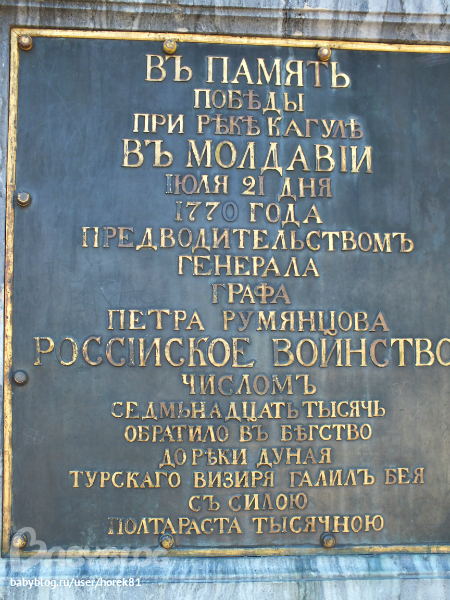 ВЪ ПАМЯТЬ
ПОБѢДЫ
ПРИ РѢКѢ КАГУЛѢ
ВЪ МОЛДАВІИ
ІЮЛЯ 21 ДНЯ
1770 ГОДА
ПРЕДВОДИТЕЛЬСТВОМЪ
ГЕНЕРАЛА
ГРАФА
ПЕТРА РУМЯНЦОВА
РОССІЙСКОЕ ВОИНСТВО
ЧИСЛОМЪ
СЕДМЬНАДЦАТЬ ТЫСЯЧЬ
ОБРАТИЛО ВЪ БѢГСТВО
ДО РѢКИ ДУНАЯ
ТУРСКАГО ВИЗИРЯ ГАЛИЛЪ БЕЯ
СЪ СИЛОЮ
ПОЛТАРАСТА ТЫСЯЧНОЮ
babyblog.ru/user/horek81